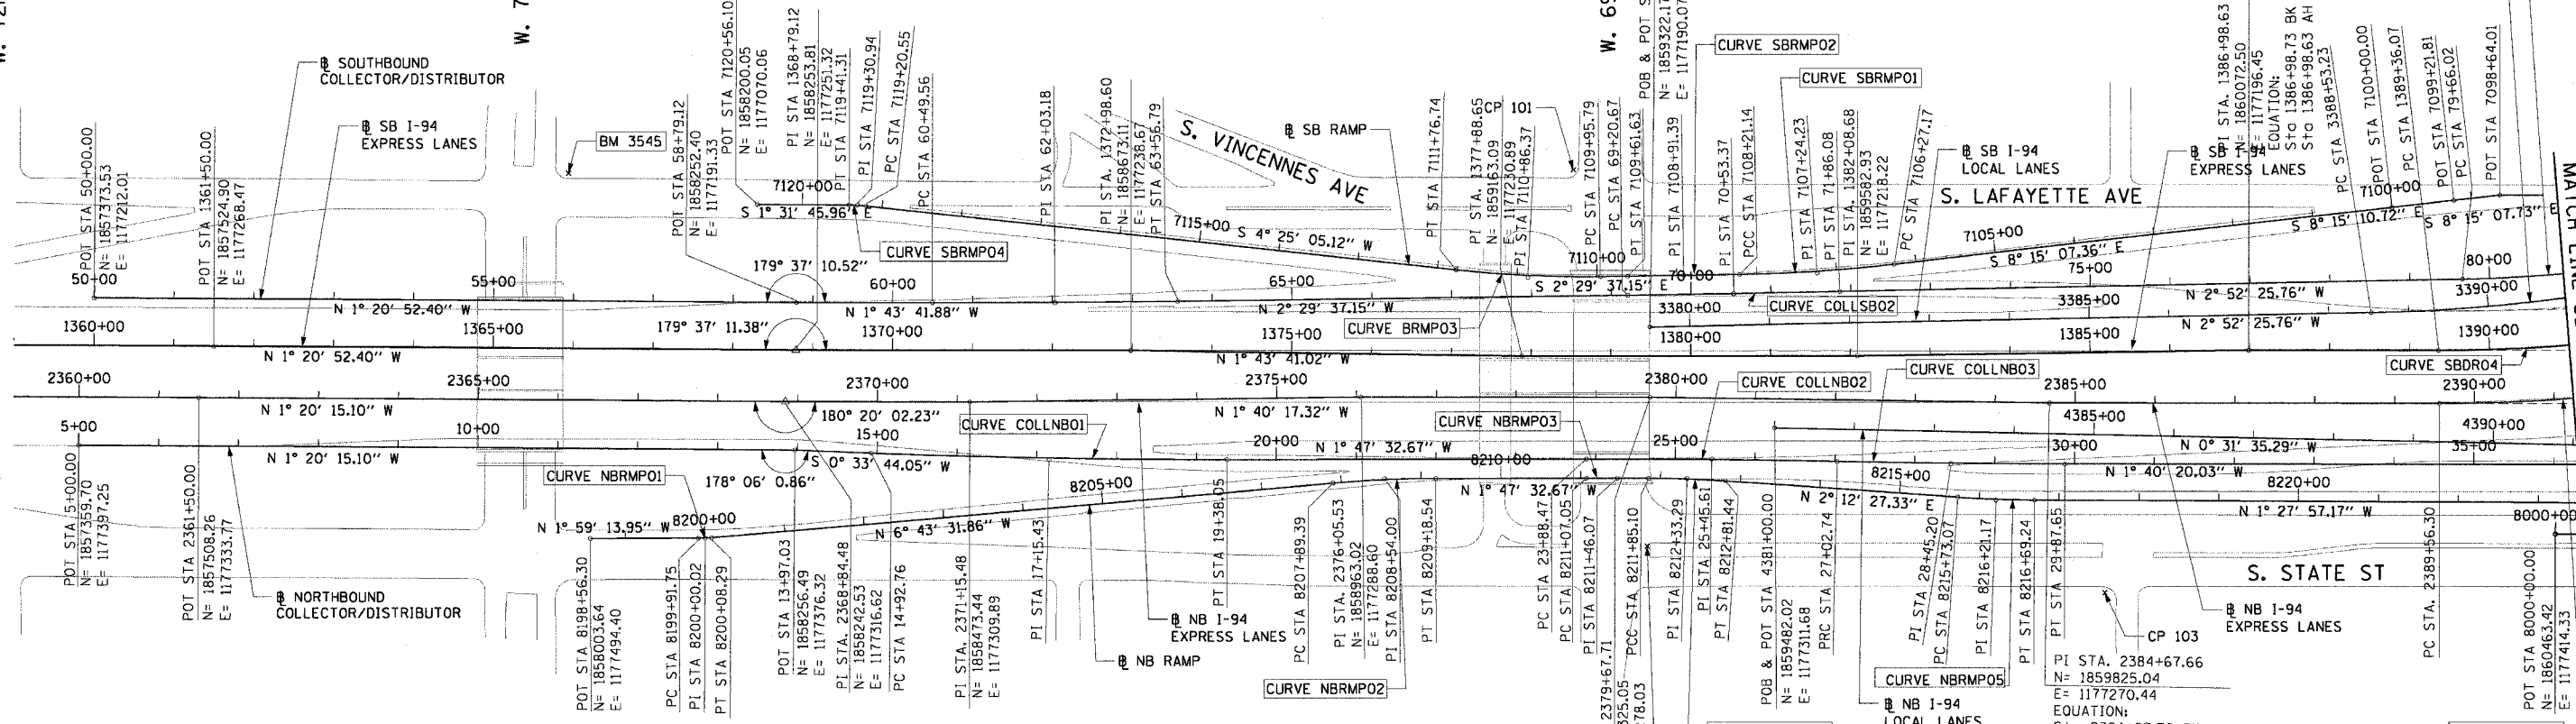 W. 7
W. 69
POT STA 7120+56.10
N= 1858200.05
E= 1177070.06
PI STA 1368+79.12
N= 1858253.81
E= 1177251.32
PT STA 7119+41.31
PI STA 7119+30.94
PC STA 7119+20.55
PC STA 60+49.56
POT STA 58+79.12
N= 1858252.40
E= 1177191.33
PI STA 62+03.18
PI STA. 1372+98.60
N= 1858673.11
E= 1177238.67
PT STA 63+56.79
PT STA 7111+76.74
PI STA. 1377+88.65
N= 1859163.09
E= 1177230.89
PI STA 7110+86.37
CP 101
PC STA 7109+95.79
PC STA 69+20.67
PT STA 7109+61.63
POB & POT S
N= 1859322.17
E= 1177190.07
PI STA 7108+91.39
PI STA 70+53.37
PCC STA 7108+21.14
PI STA 7107+24.23
PT STA 71+86.08
PI STA. 1382+08.68
N= 1859582.93
E= 1177218.22
PC STA 7106+27.17
PI STA. 1386+98.63
N= 1860072.50
E= 1177196.45
EQUATION:
Sta 1386+98.73 BK
Sta 1386+98.63 AH
PC STA 3388+53.23
POT STA 7100+00.00
PC STA 1389+36.07
POT STA 7099+21.81
PC STA 79+66.02
POT STA 7098+64.01
MATCH LINE
SOUTHBOUND
COLLECTOR/DISTRIBUTOR
SB I-94
EXPRESS LANES
BM 3545
S. VINCENNES AVE
SB RAMP
CURVE SBRMP02
CURVE SBRMP01
SB I-94
LOCAL LANES
SB I-94
EXPRESS LANES
S. LAFAYETTE AVE
POT STA 50+00.00
N= 1857373.53
E= 1177212.01
POT STA 1361+50.00
N= 1857524.90
E= 1177268.47
7120+00
S 1° 31' 45.96" E
CURVE SBRMP04
7115+00
S 4° 25' 05.12" W
7110+00
S 2° 29' 37.15" E
7105+00
S 8° 15' 07.36" E
7100+00
S 8° 15' 10.72" E
S 8° 15' 07.73" E
50+00
55+00
179° 37' 10.52"
60+00
65+00
70+00
75+00
80+00
N 1° 20' 52.40" W
N 1° 43' 41.88" W
N 2° 29' 37.15" W
CURVE COLLSB02
N 2° 52' 25.76" W
3380+00
3385+00
3390+00
1360+00
1365+00
179° 37' 11.38"
1370+00
1375+00
CURVE BRMP03
1380+00
1385+00
N 2° 52' 25.76" W
1390+00
N 1° 20' 52.40" W
N 1° 43' 41.02" W
CURVE SBDR04
2360+00
2365+00
2370+00
2375+00
2380+00
CURVE COLLNB02
CURVE COLLNB03
2385+00
2390+00
N 1° 20' 15.10" W
180° 20' 02.23"
N 1° 40' 17.32" W
CURVE NBRMP03
4385+00
4390+00
5+00
10+00
15+00
CURVE COLLNB01
20+00
N 1° 47' 32.67" W
25+00
30+00
N 0° 31' 35.29" W
35+00
N 1° 20' 15.10" W
S 0° 33' 44.05" W
8210+00
8215+00
N 1° 40' 20.03" W
CURVE NBRMP01
178° 06' 0.86"
8205+00
N 1° 47' 32.67" W
N 2° 12' 27.33" E
8220+00
N 1° 27' 57.17" W
8000+00
N 1° 59' 13.95" W
8200+00
N 6° 43' 31.86" W
POT STA 5+00.00
N= 1857359.70
E= 1177397.25
POT STA 2361+50.00
N= 1857508.26
E= 1177333.77
NORTHBOUND
COLLECTOR/DISTRIBUTOR
POT STA 8198+56.30
N= 1858003.64
E= 1177494.40
PC STA 8199+91.75
PI STA 8200+00.02
PT STA 8200+08.29
POT STA 13+97.03
N= 1858256.49
E= 1177376.32
PI STA. 2368+84.48
N= 1858242.53
E= 1177316.62
PC STA 14+92.76
PI STA. 2371+15.48
N= 1858473.44
E= 1177309.89
PI STA 17+15.43
NB RAMP
NB I-94
EXPRESS LANES
PT STA 19+38.05
PC STA 8207+89.39
PI STA. 2376+05.53
N= 1858963.02
E= 1177288.60
PI STA 8208+54.00
PT STA 8209+18.54
CURVE NBRMP02
PC STA 23+88.47
PC STA 8211+07.05
PI STA 8211+46.07
2379+67.71
325.05
278.03
PCC STA 8211+85.10
PI STA 8212+33.29
PI STA 25+45.61
PT STA 8212+81.44
POB & POT STA 4381+00.00
N= 1859482.02
E= 1177311.68
PRC STA 27+02.74
NB I-94
LOCAL LANES
PI STA 28+45.20
PC STA 8215+73.07
PI STA 8216+21.17
PT STA 8216+69.24
PT STA 29+87.65
CURVE NBRMP05
CP 103
PI STA. 2384+67.66
N= 1859825.04
E= 1177270.44
EQUATION:
S. STATE ST
NB I-94
EXPRESS LANES
PC STA. 2389+56.30
POT STA 8000+00.00
N= 1860463.42
E= 1177414.33